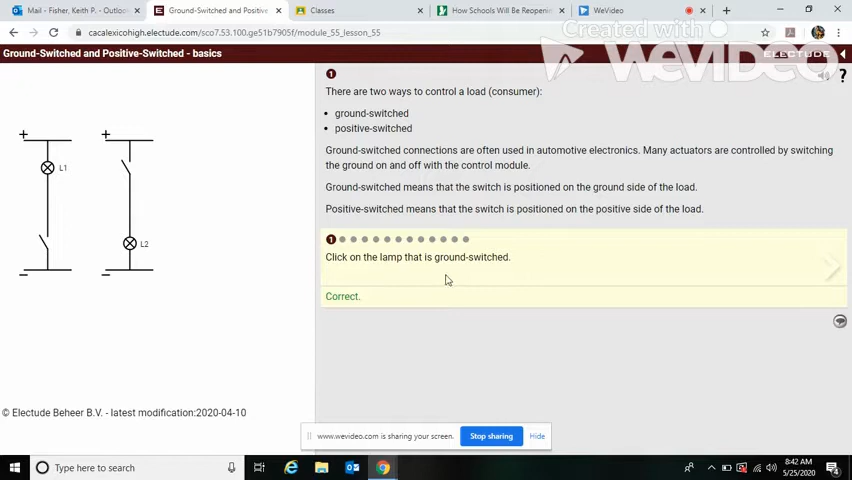 Mail - Fisher, Keith P. - Outloo
Ground-Switched and Positive
Classes
How Schools Will Be Reopenin
WeVideo
cacalexicohigh.electude.com/sco7.53.100.ge51b7905f/module_55_lesson_55
Created with
WEVIDEO
Ground-Switched and Positive-Switched - basics
ELECTUDE
?
1
There are two ways to control a load (consumer):
• ground-switched
• positive-switched
Ground-switched connections are often used in automotive electronics. Many actuators are controlled by switching
the ground on and off with the control module.
Ground-switched means that the switch is positioned on the ground side of the load.
Positive-switched means that the switch is positioned on the positive side of the load.
+ +
L1
L2
− −
1
Click on the lamp that is ground-switched.
Correct.
© Electude Beheer B.V. - latest modification:2020-04-10
www.wevideo.com is sharing your screen.
Stop sharing
Hide
Type here to search
8:42 AM
5/25/2020
4